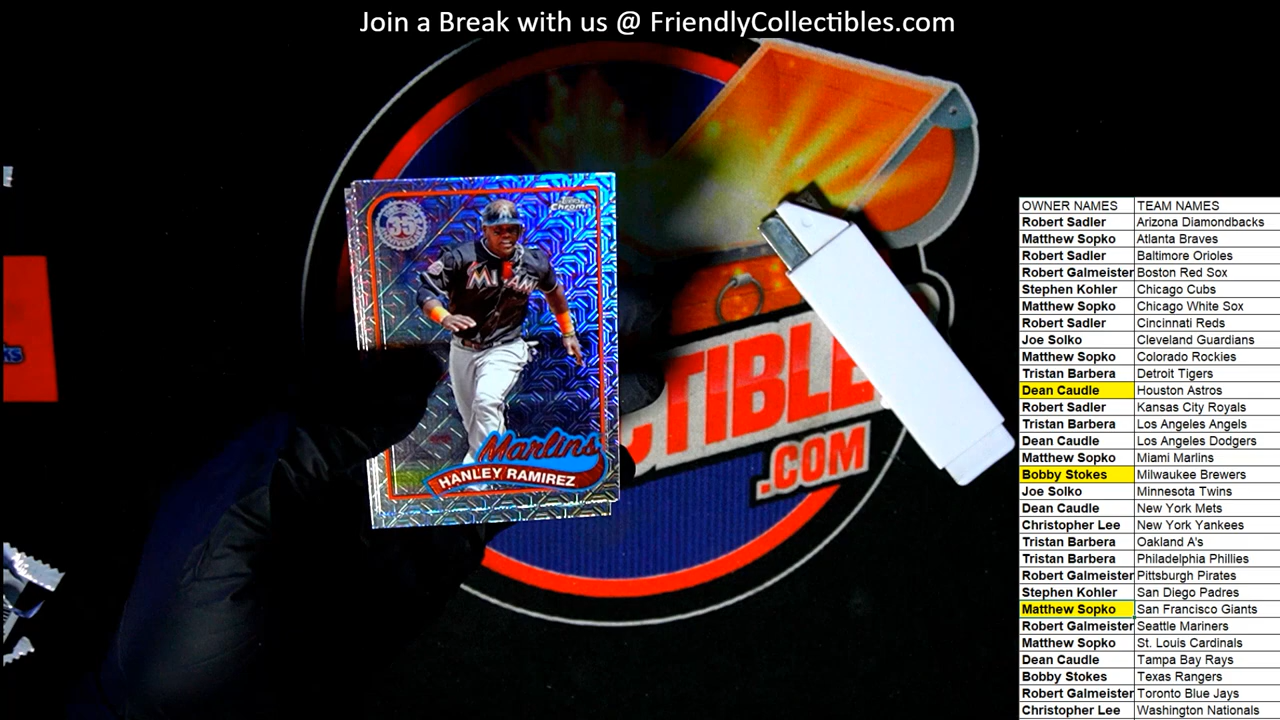 Join a Break with us @ FriendlyCollectibles.com
Topps Chrome
35
MIAMI
Marlins
HANLEY RAMIREZ
CTIBLE
.COM
KS
OWNER NAMES TEAM NAMES
Robert Sadler Arizona Diamondbacks
Matthew Sopko Atlanta Braves
Robert Sadler Baltimore Orioles
Robert Galmeister Boston Red Sox
Stephen Kohler Chicago Cubs
Matthew Sopko Chicago White Sox
Robert Sadler Cincinnati Reds
Joe Solko Cleveland Guardians
Matthew Sopko Colorado Rockies
Tristan Barbera Detroit Tigers
Dean Caudle Houston Astros
Robert Sadler Kansas City Royals
Tristan Barbera Los Angeles Angels
Dean Caudle Los Angeles Dodgers
Matthew Sopko Miami Marlins
Bobby Stokes Milwaukee Brewers
Joe Solko Minnesota Twins
Dean Caudle New York Mets
Christopher Lee New York Yankees
Tristan Barbera Oakland A's
Tristan Barbera Philadelphia Phillies
Robert Galmeister Pittsburgh Pirates
Stephen Kohler San Diego Padres
Matthew Sopko San Francisco Giants
Robert Galmeister Seattle Mariners
Matthew Sopko St. Louis Cardinals
Dean Caudle Tampa Bay Rays
Bobby Stokes Texas Rangers
Robert Galmeister Toronto Blue Jays
Christopher Lee Washington Nationals